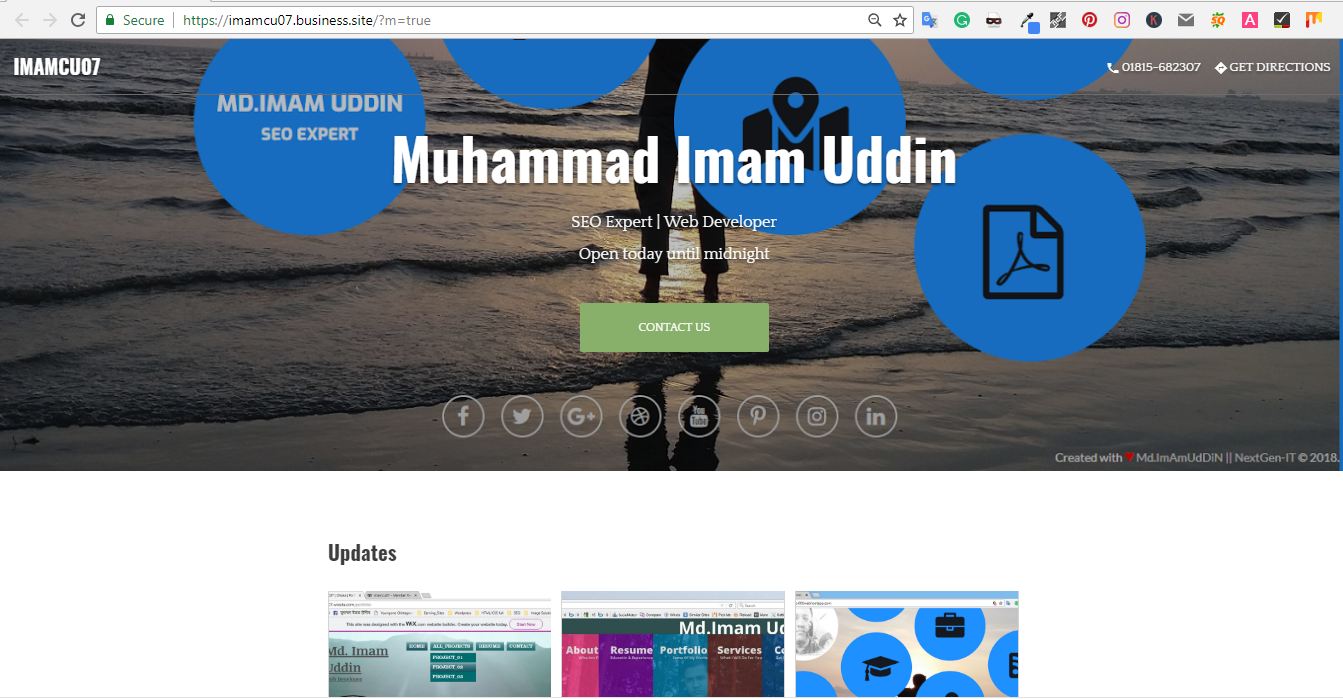 Secure
https://imamcu07.business.site/?m=true
IMAMCU07
01815-682307
GET DIRECTIONS
MD.IMAM UDDIN
SEO EXPERT
Muhammad Imam Uddin
SEO Expert | Web Developer
Open today until midnight
CONTACT US
You
Tube
Created with Md.ImAmUdDiN || NextGen-IT © 2018.
Updates
This site was designed with the WiX.com website builder. Create your website today.
Start Now
Md. Imam
Uddin
HOME
ALL_PROJECTS
RESUME
CONTACT
PROJECT_01
PROJECT_02
PROJECT_03
Md.Imam Ud
About
Resume
Portfolio
Services